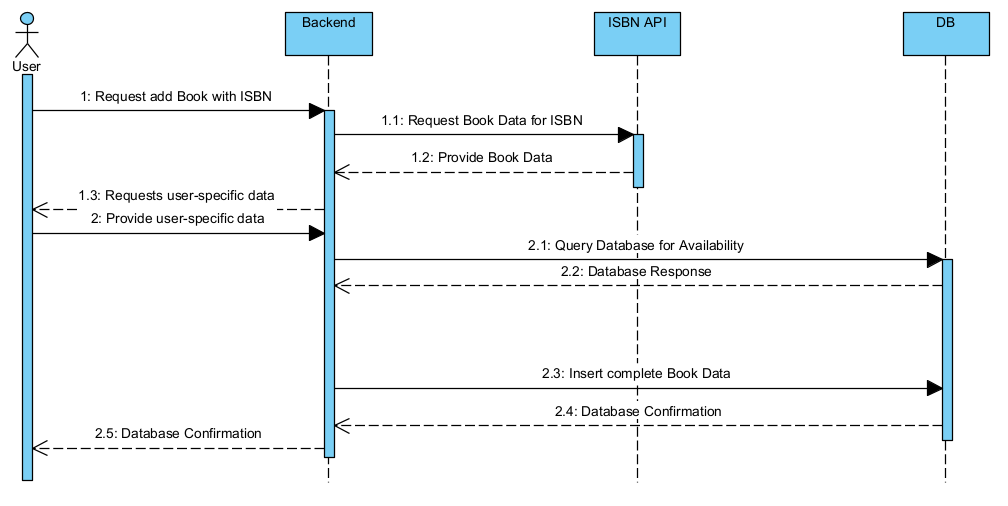 Backend
ISBN API
DB
User
1: Request add Book with ISBN
1.1: Request Book Data for ISBN
1.2: Provide Book Data
1.3: Requests user-specific data
2: Provide user-specific data
2.1: Query Database for Availability
2.2: Database Response
2.3: Insert complete Book Data
2.4: Database Confirmation
2.5: Database Confirmation